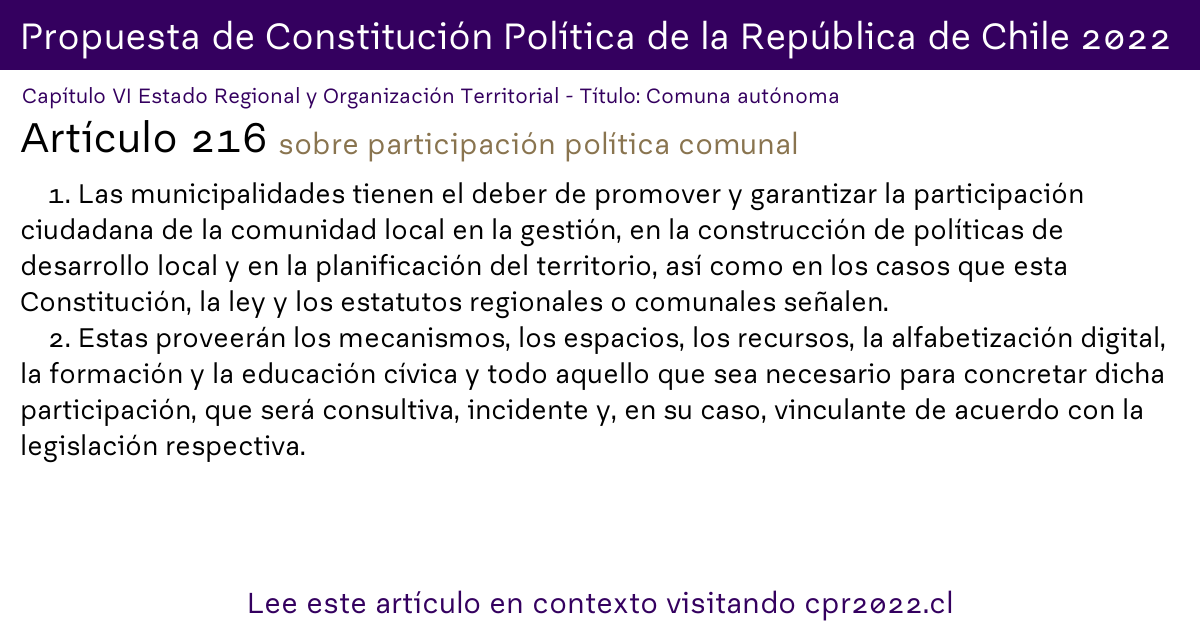 Propuesta de Constitución Política de la República de Chile 2022
Capítulo VI Estado Regional y Organización Territorial - Título: Comuna autónoma
Artículo 216 sobre participación política comunal
1. Las municipalidades tienen el deber de promover y garantizar la participación
ciudadana de la comunidad local en la gestión, en la construcción de políticas de
desarrollo local y en la planificación del territorio, así como en los casos que esta
Constitución, la ley y los estatutos regionales o comunales señalen.
2. Estas proveerán los mecanismos, los espacios, los recursos, la alfabetización digital,
la formación y la educación cívica y todo aquello que sea necesario para concretar dicha
participación, que será consultiva, incidente y, en su caso, vinculante de acuerdo con la
legislación respectiva.
Lee este artículo en contexto visitando cpr2022.cl